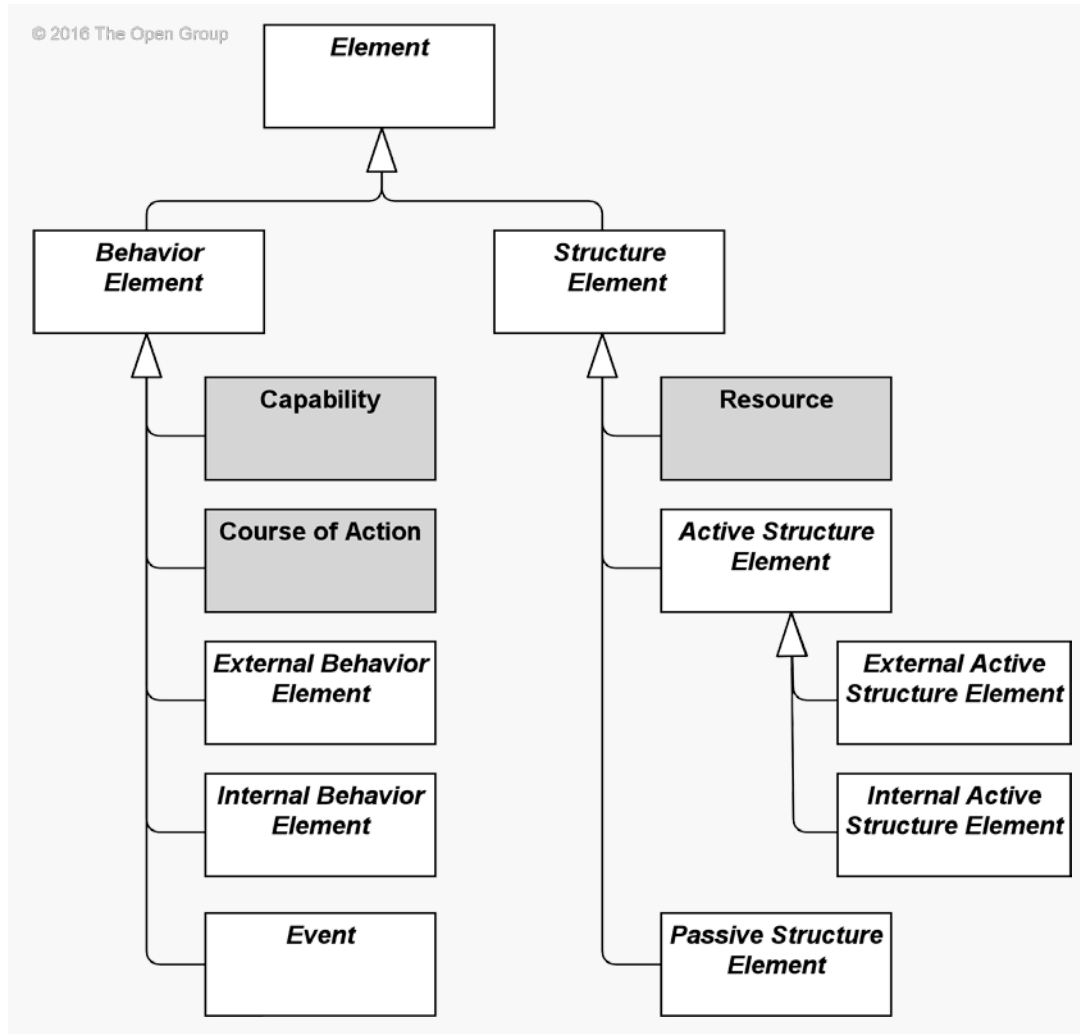 © 2016 The Open Group
Element
Behavior
Element
Structure
Element
Capability
Resource
Course of Action
Active Structure
Element
External Behavior
Element
External Active
Structure Element
Internal Behavior
Element
Internal Active
Structure Element
Event
Passive Structure
Element